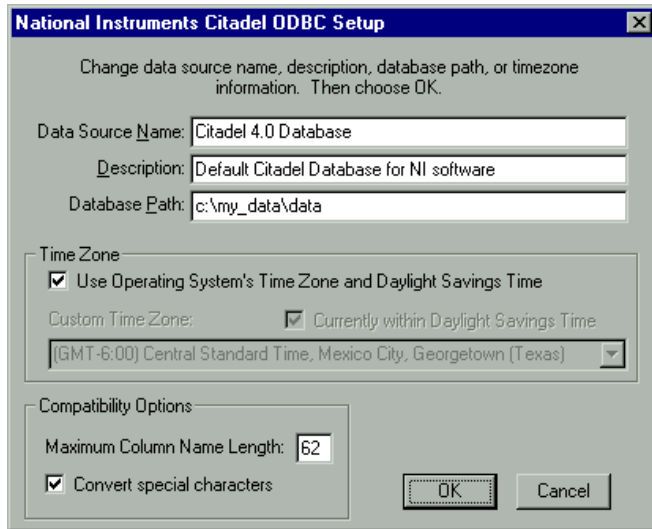 National Instruments Citadel ODBC Setup
Change data source name, description, database path, or timezone
information. Then choose OK.
Data Source Name: Citadel 4.0 Database
Description: Default Citadel Database for NI software
Database Path: c:\my_data\data
Time Zone
Use Operating System's Time Zone and Daylight Savings Time
Custom Time Zone: Currently within Daylight Savings Time
(GMT-6:00) Central Standard Time, Mexico City, Georgetown (Texas)
Compatibility Options
Maximum Column Name Length: 62
Convert special characters
OK Cancel